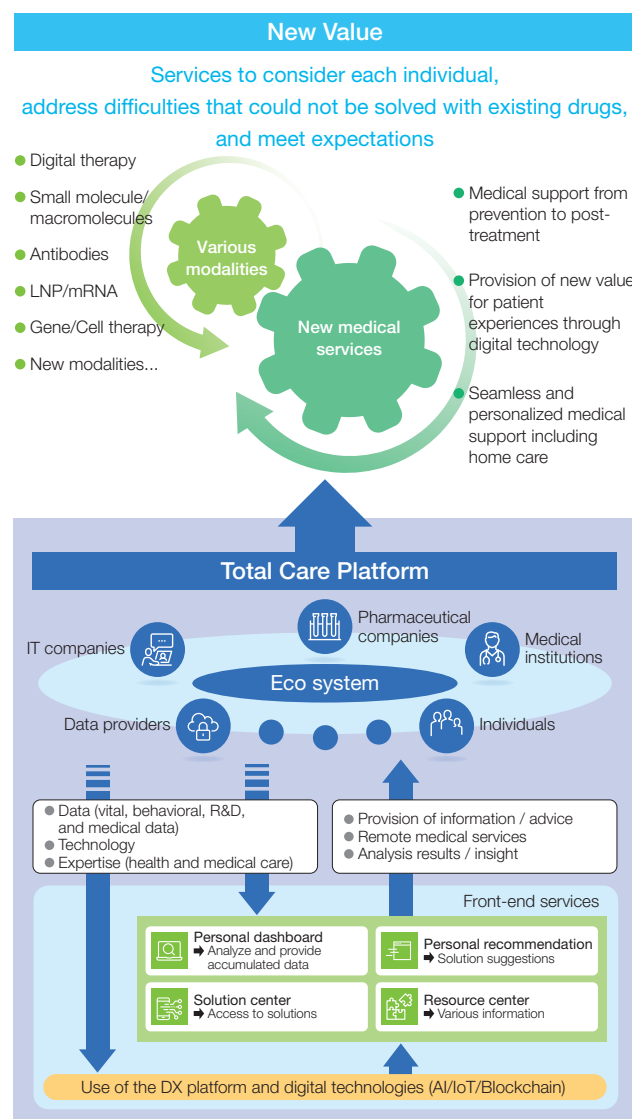 New Value
Services to consider each individual,
address difficulties that could not be solved with existing drugs,
and meet expectations
● Digital therapy
● Small molecule/
macromolecules
● Antibodies
● LNP/mRNA
● Gene/Cell therapy
● New modalities...
Various
modalities
New medical
services
● Medical support from
prevention to post-
treatment
● Provision of new value
for patient
experiences through
digital technology
● Seamless and
personalized medical
support including
home care
Total Care Platform
IT companies
Pharmaceutical
companies
Medical
institutions
Eco system
Data providers
Individuals
● Data (vital, behavioral, R&D,
and medical data)
● Technology
● Expertise (health and medical care)
● Provision of information / advice
● Remote medical services
● Analysis results / insight
Front-end services
Personal dashboard
➡ Analyze and provide
accumulated data
Personal recommendation
➡ Solution suggestions
Solution center
➡ Access to solutions
Resource center
➡ Various information
Use of the DX platform and digital technologies (AI/IoT/Blockchain)